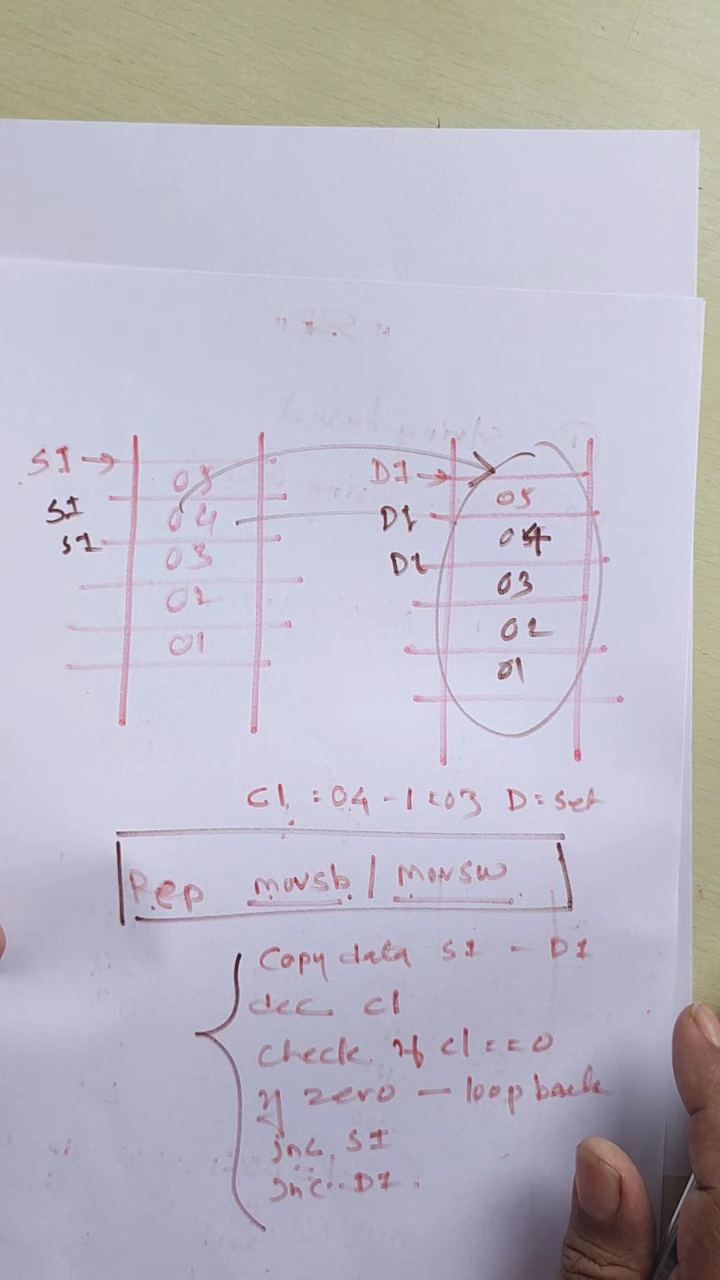 SI →
05
SI
04
SI
03
02
01
DI →
05
DI
04
DI
03
02
01
Cl = 04 - 1 = 03 D = set
Rep movsb / movsw
Copy data SI - DI
dec. cl
Check if cl == 0
if zero - loop back
inc. SI
inc. DI.